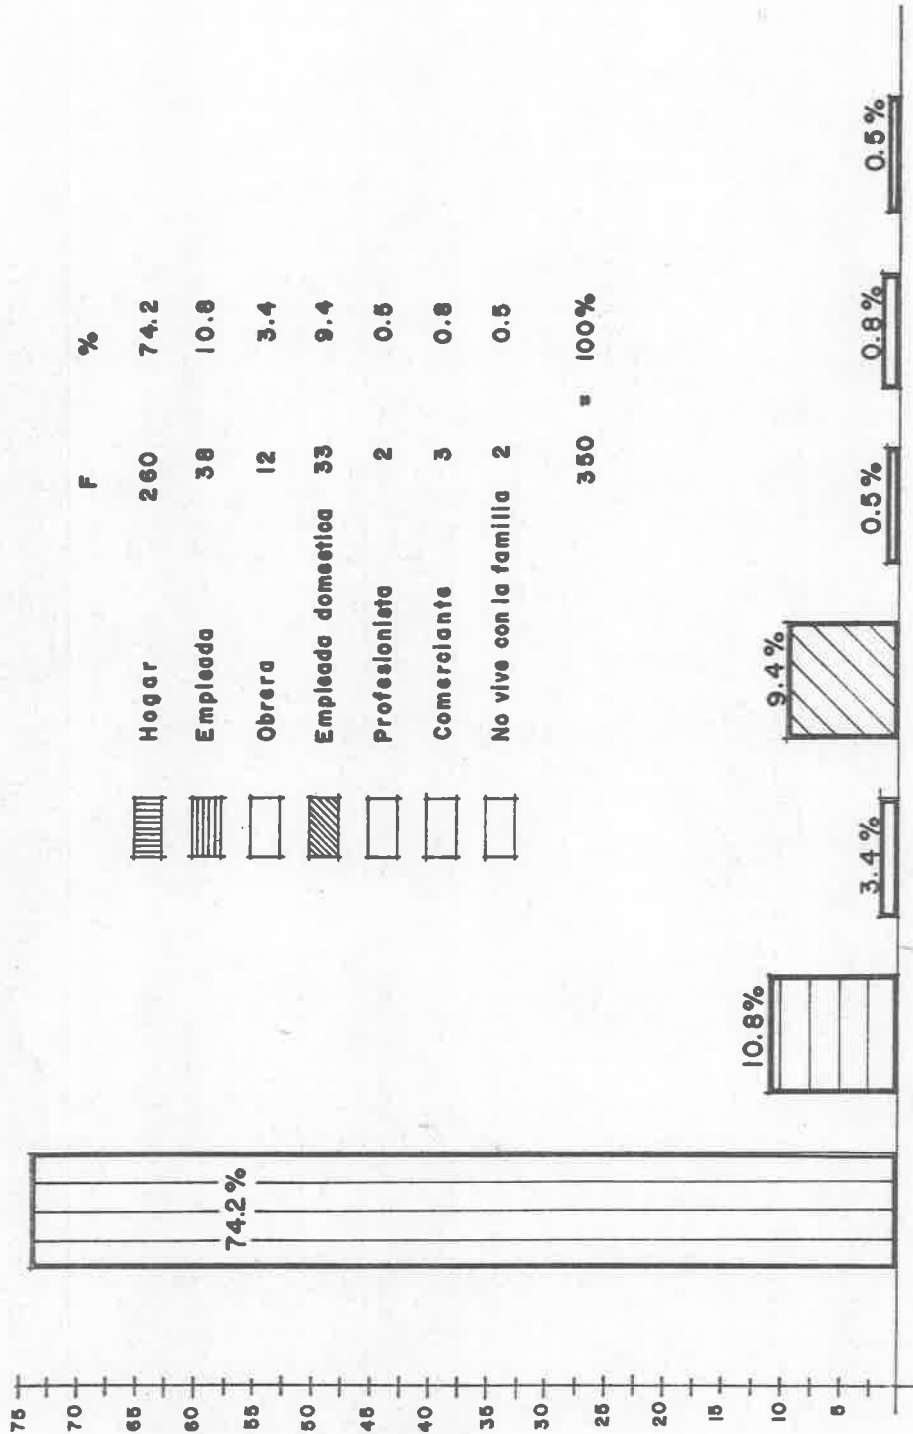 F %
Hogar 260 74.2
Empleada 38 10.8
Obrera 12 3.4
Empleada domestica 33 9.4
Profesionista 2 0.5
Comerciante 3 0.8
No vive con la familia 2 0.5
350 = 100%
75
70
65
60
55
50
45
40
35
30
25
20
15
10
5
74.2%
10.8%
3.4%
9.4%
0.5%
0.8%
0.5%